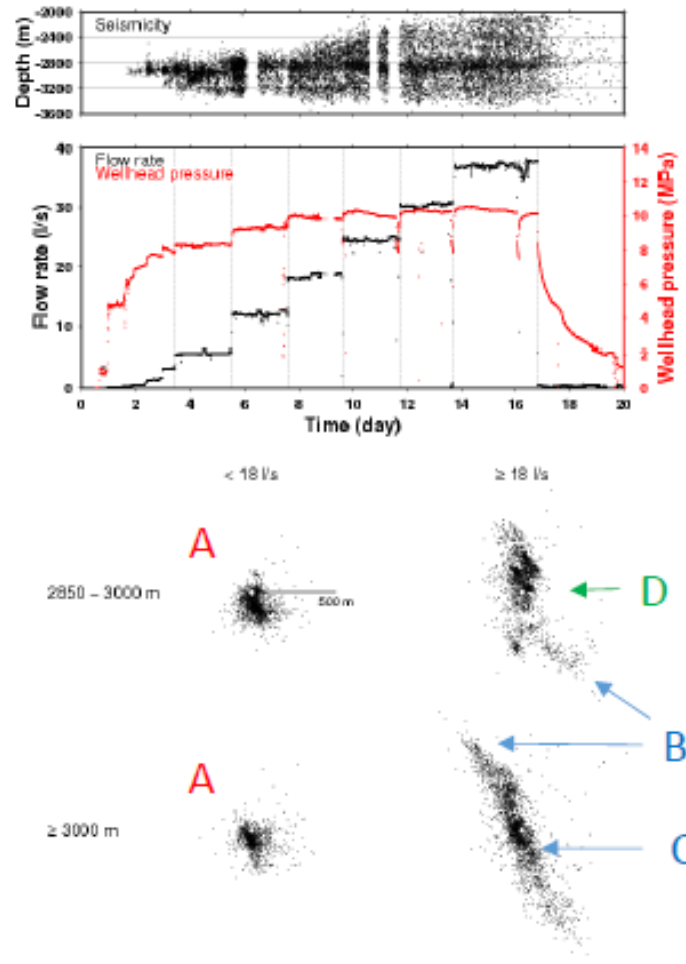 -2000
Seismicity
-2400
-2800
-3200
-3600
Depth (m)
40
14
Flow rate
Wellhead pressure
12
30
10
8
20
6
10
4
2
0
0
Flow rate (l/s)
Wellhead pressure (MPa)
0 2 4 6 8 10 12 14 16 18 20
Time (day)
< 18 l/s
≥ 18 l/s
A
2850 – 3000 m
500 m
D
B
A
≥ 3000 m
C